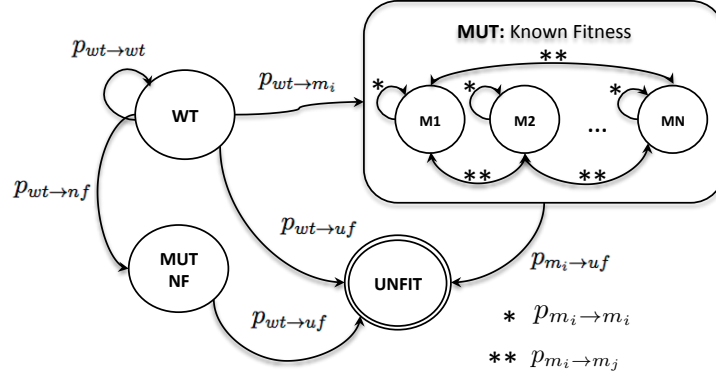 MUT: Known Fitness
p_{wt→wt}
**
p_{wt→m_i}
* * *
WT
M1 M2 ... MN
** **
p_{wt→nf}
p_{wt→uf}
MUT
NF
UNFIT
p_{m_i→uf}
p_{wt→uf}
* p_{m_i→m_i}
** p_{m_i→m_j}